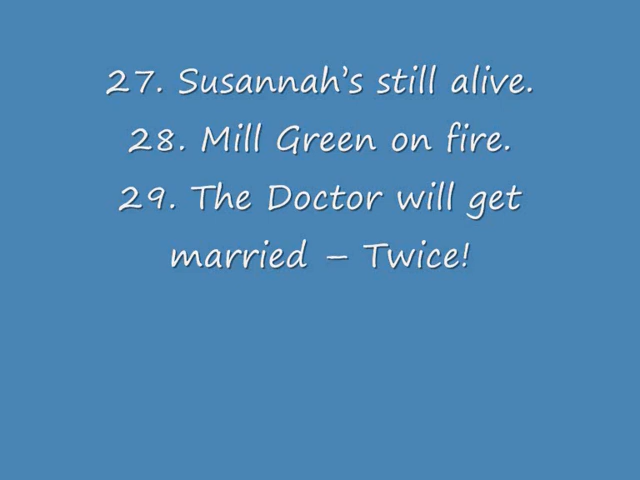 27. Susannah's still alive.
28. Mill Green on fire.
29. The Doctor will get
married – Twice!